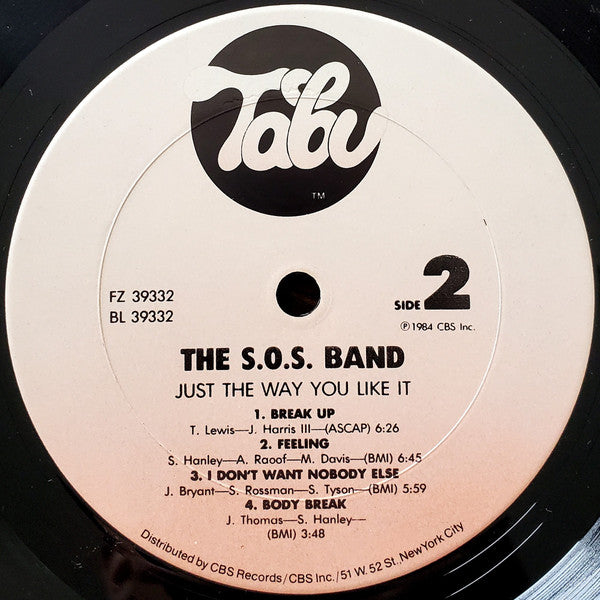 Tabu
TM
FZ 39332
BL 39332
SIDE 2
℗1984 CBS Inc.
THE S.O.S. BAND
JUST THE WAY YOU LIKE IT
1. BREAK UP
T. Lewis—J. Harris III—(ASCAP) 6:26
2. FEELING
S. Hanley—A. Raoof—M. Davis—(BMI) 6:45
3. I DON'T WANT NOBODY ELSE
J. Bryant—S. Rossman—S. Tyson—(BMI) 5:59
4. BODY BREAK
J. Thomas—S. Hanley—
(BMI) 3:48
Distributed by CBS Records/CBS Inc./51 W. 52 St., New York City